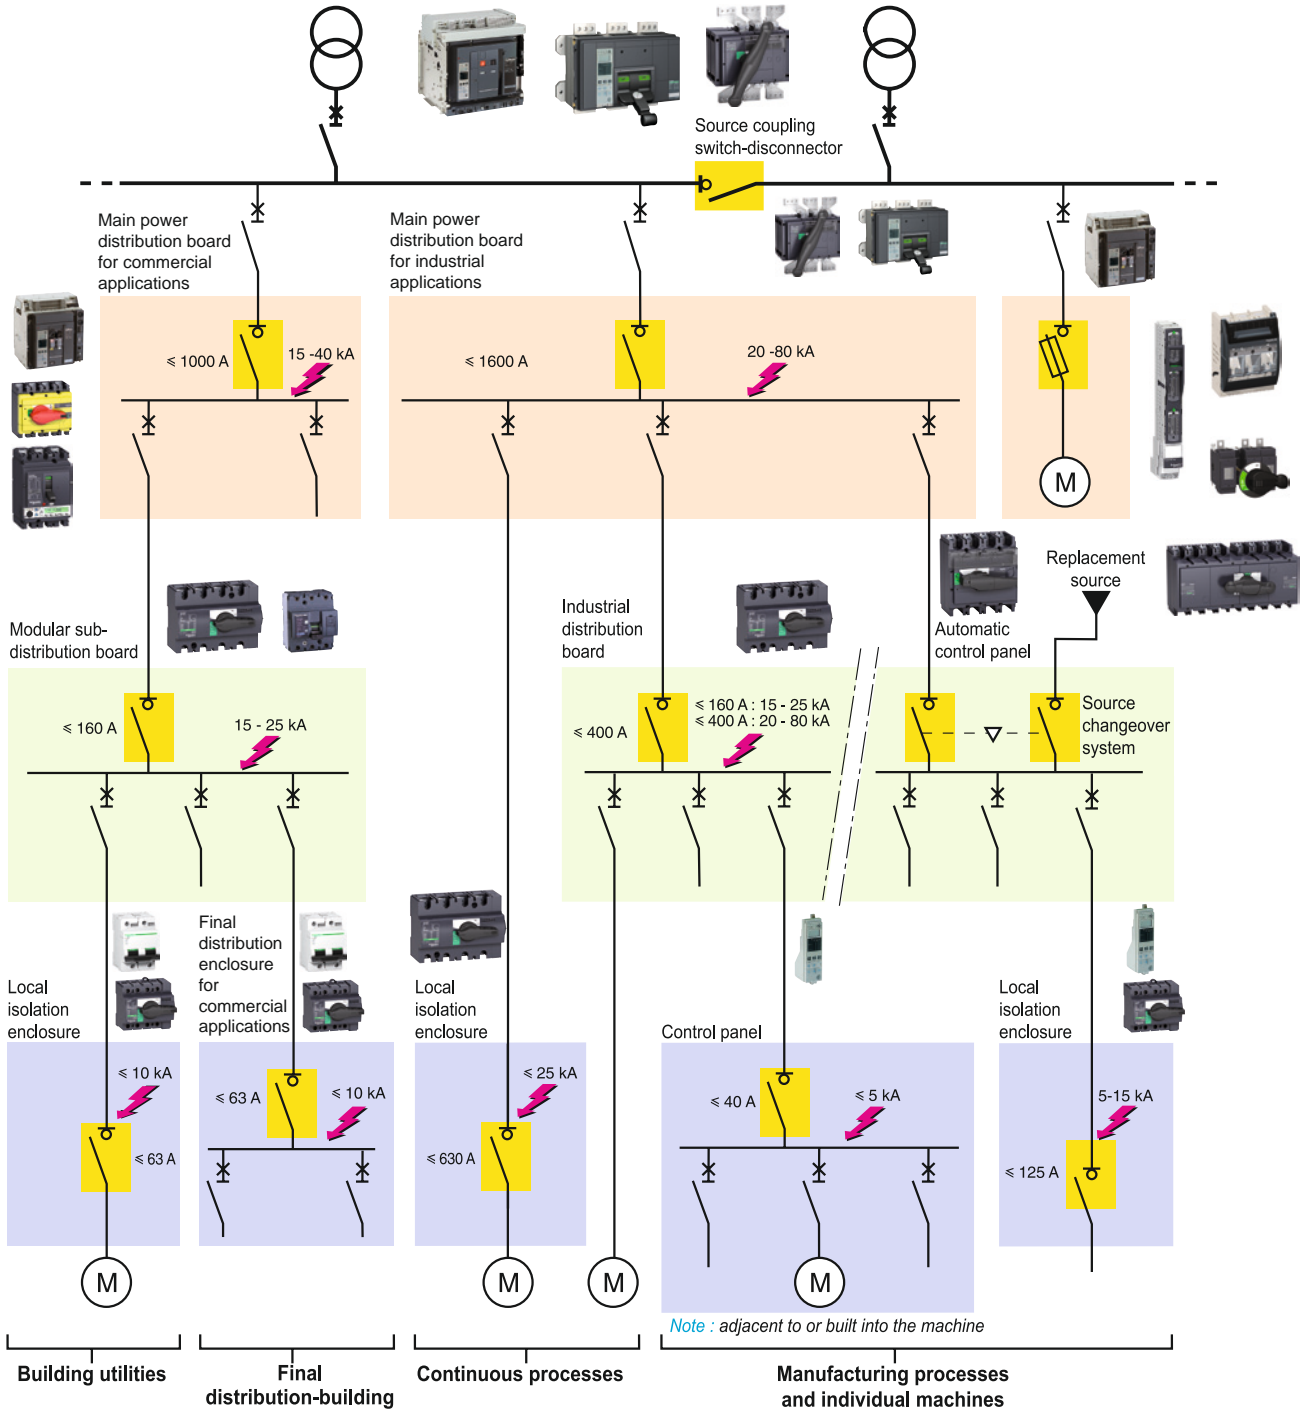 Source coupling
switch-disconnector
Main power
distribution board
for commercial
applications
Main power
distribution board
for industrial
applications
≤ 1000 A
15 -40 kA
≤ 1600 A
20 -80 kA
M
Replacement
source
Modular sub-
distribution board
Industrial
distribution
board
Automatic
control panel
≤ 160 A
15 - 25 kA
≤ 400 A
≤ 160 A : 15 - 25 kA
≤ 400 A : 20 - 80 kA
Source
changeover
system
Local
isolation
enclosure
Final
distribution
enclosure
for
commercial
applications
Local
isolation
enclosure
Control panel
Local
isolation
enclosure
≤ 10 kA
≤ 63 A
≤ 63 A
≤ 10 kA
≤ 25 kA
≤ 630 A
≤ 40 A
≤ 5 kA
5-15 kA
≤ 125 A
M
M
M
M
Note : adjacent to or built into the machine
Building utilities
Final
distribution-building
Continuous processes
Manufacturing processes
and individual machines